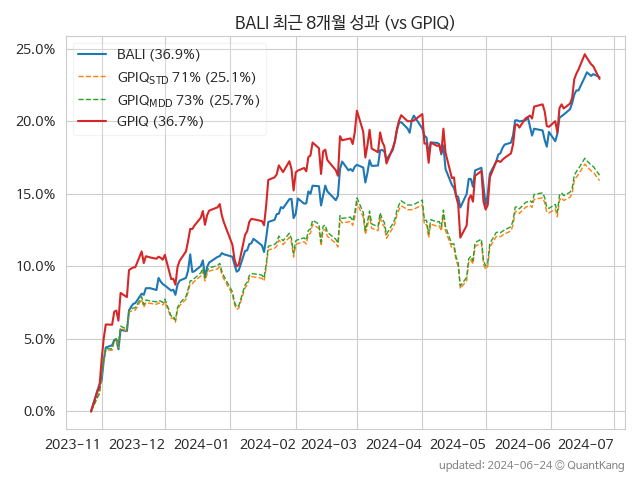 BALI 최근 8개월 성과 (vs GPIQ)
25.0%
20.0%
15.0%
10.0%
5.0%
0.0%
BALI (36.9%)
GPIQSTD 71% (25.1%)
GPIQMDD 73% (25.7%)
GPIQ (36.7%)
2023-11 2023-12 2024-01 2024-02 2024-03 2024-04 2024-05 2024-06 2024-07
updated: 2024-06-24 © QuantKang